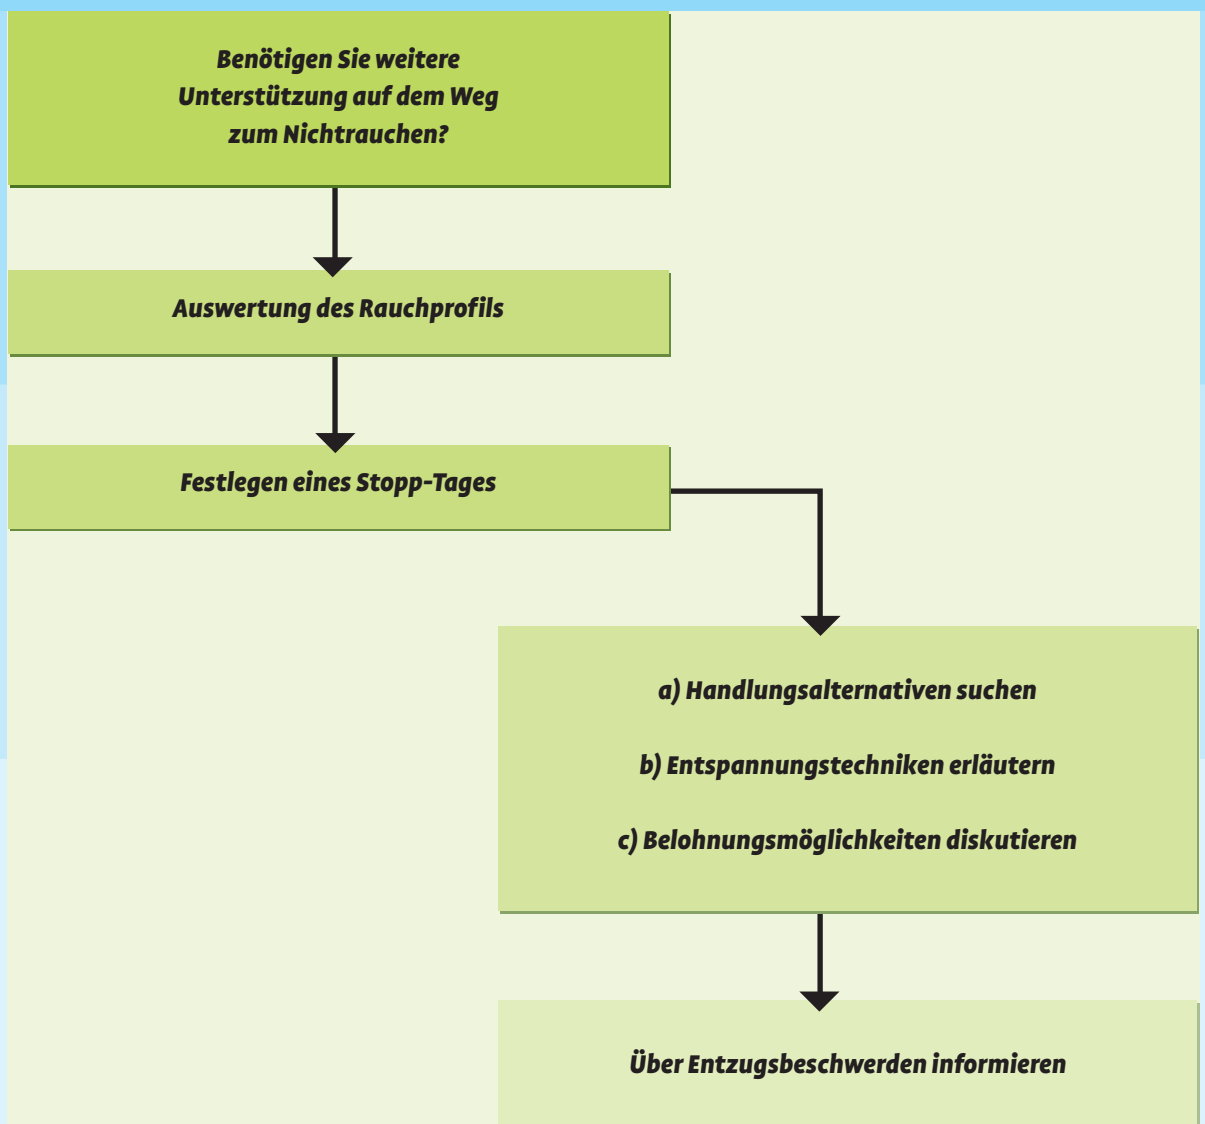 Benötigen Sie weitere
Unterstützung auf dem Weg
zum Nichtrauchen?
Auswertung des Rauchprofils
Festlegen eines Stopp-Tages
a) Handlungsalternativen suchen
b) Entspannungstechniken erläutern
c) Belohnungsmöglichkeiten diskutieren
Über Entzugsbeschwerden informieren